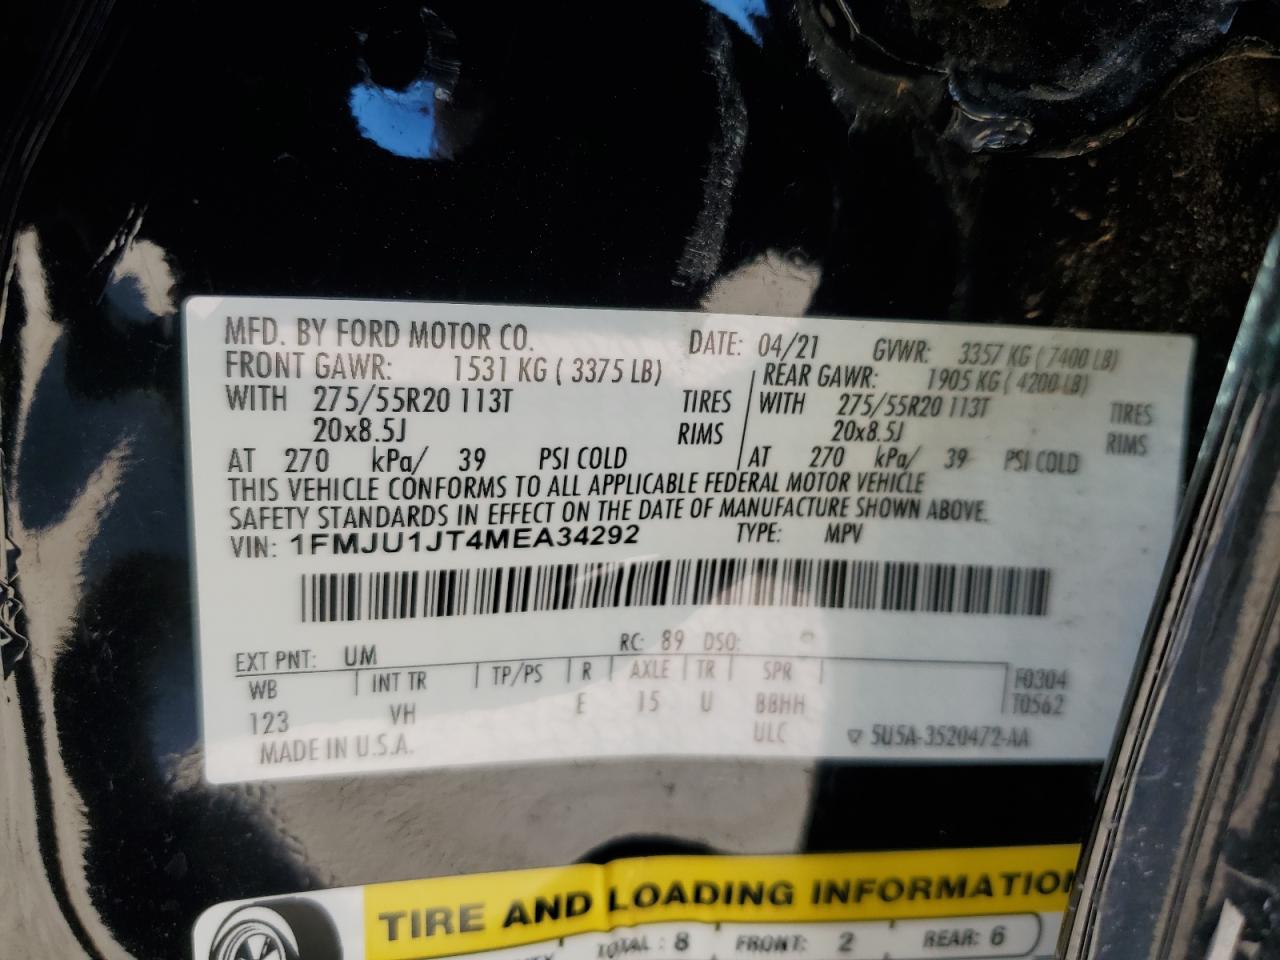 MFD. BY FORD MOTOR CO. DATE: 04/21 GVWR: 3357 KG ( 7400 LB)
FRONT GAWR: 1531 KG ( 3375 LB) REAR GAWR: 1905 KG ( 4200 LB)
WITH 275/55R20 113T TIRES WITH 275/55R20 113T TIRES
20x8.5J RIMS 20x8.5J RIMS
AT 270 kPa/ 39 PSI COLD AT 270 kPa/ 39 PSI COLD
THIS VEHICLE CONFORMS TO ALL APPLICABLE FEDERAL MOTOR VEHICLE
SAFETY STANDARDS IN EFFECT ON THE DATE OF MANUFACTURE SHOWN ABOVE.
VIN: 1FMJU1JT4MEA34292 TYPE: MPV
EXT PNT: UM RC: 89 DSO:
WB INT TR TP/PS R AXLE TR SPR F0304
123 VH E 15 U BBHH T0562
MADE IN U.S.A. ULC 5U5A-3520472-AA
TIRE AND LOADING INFORMATION
TOTAL : 8 FRONT: 2 REAR: 6